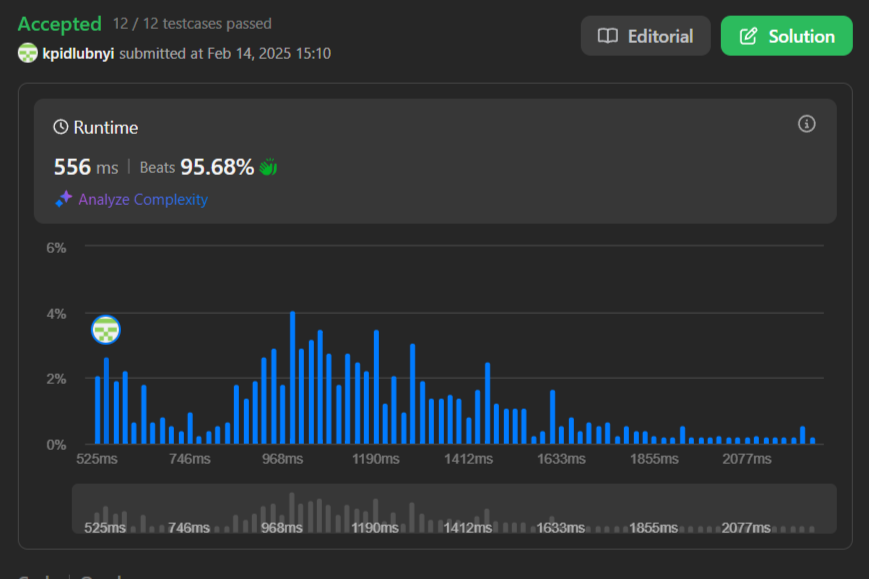 Accepted 12 / 12 testcases passed
kpidlubnyi submitted at Feb 14, 2025 15:10
Editorial
Solution
Runtime
556 ms | Beats 95.68%
Analyze Complexity
6%
4%
2%
0%
525ms 746ms 968ms 1190ms 1412ms 1633ms 1855ms 2077ms
525ms 746ms 968ms 1190ms 1412ms 1633ms 1855ms 2077ms